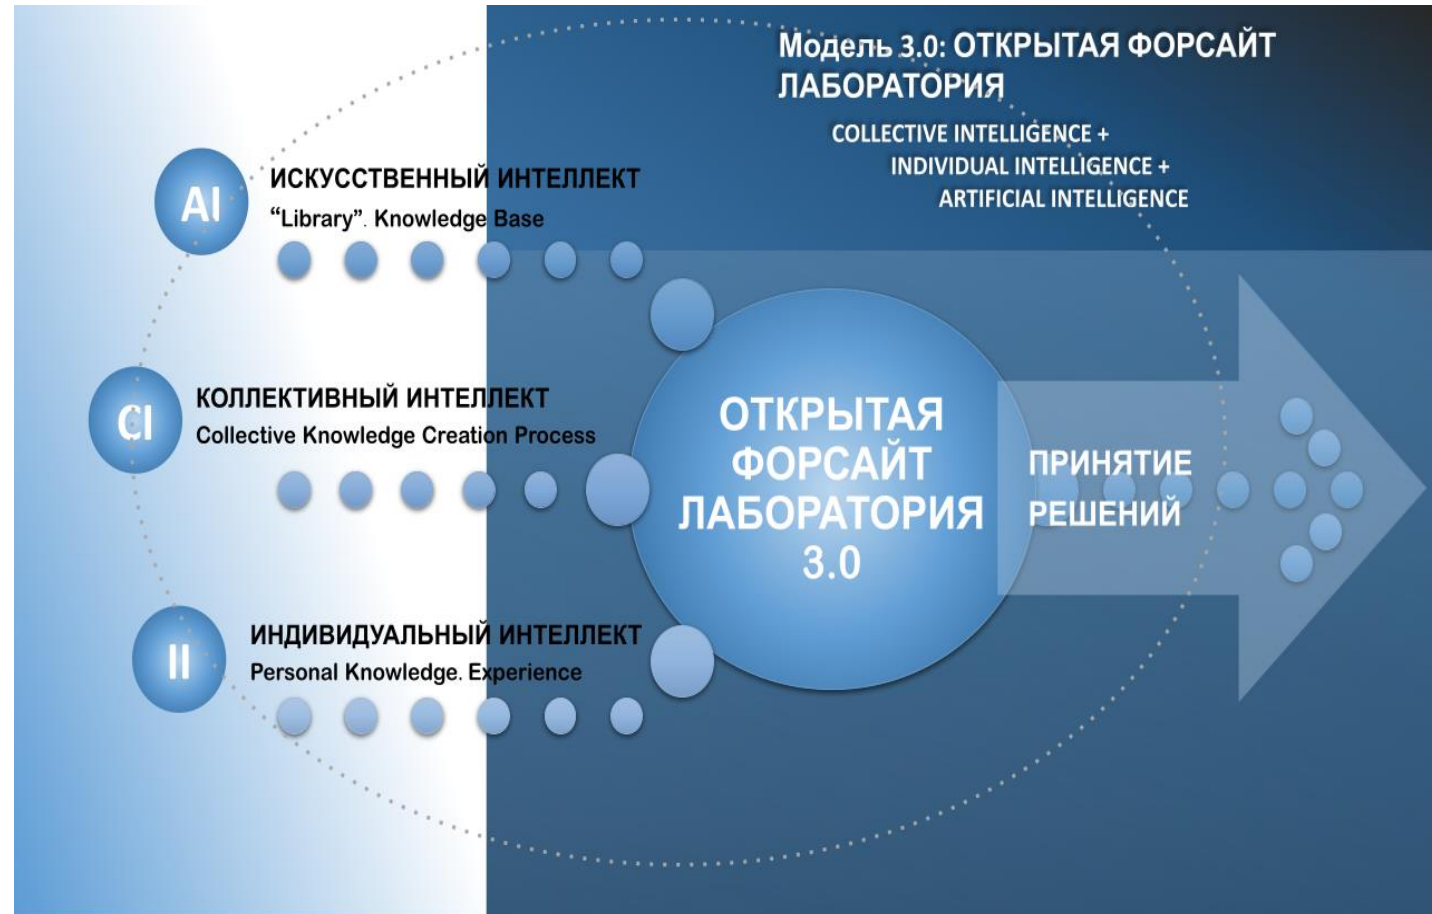 Модель 3.0: ОТКРЫТАЯ ФОРСАЙТ
ЛАБОРАТОРИЯ
COLLECTIVE INTELLIGENCE +
INDIVIDUAL INTELLIGENCE +
ARTIFICIAL INTELLIGENCE
AI
ИСКУССТВЕННЫЙ ИНТЕЛЛЕКТ
“Library”. Knowledge Base
CI
КОЛЛЕКТИВНЫЙ ИНТЕЛЛЕКТ
Collective Knowledge Creation Process
II
ИНДИВИДУАЛЬНЫЙ ИНТЕЛЛЕКТ
Personal Knowledge. Experience
ОТКРЫТАЯ
ФОРСАЙТ
ЛАБОРАТОРИЯ
3.0
ПРИНЯТИЕ
РЕШЕНИЙ